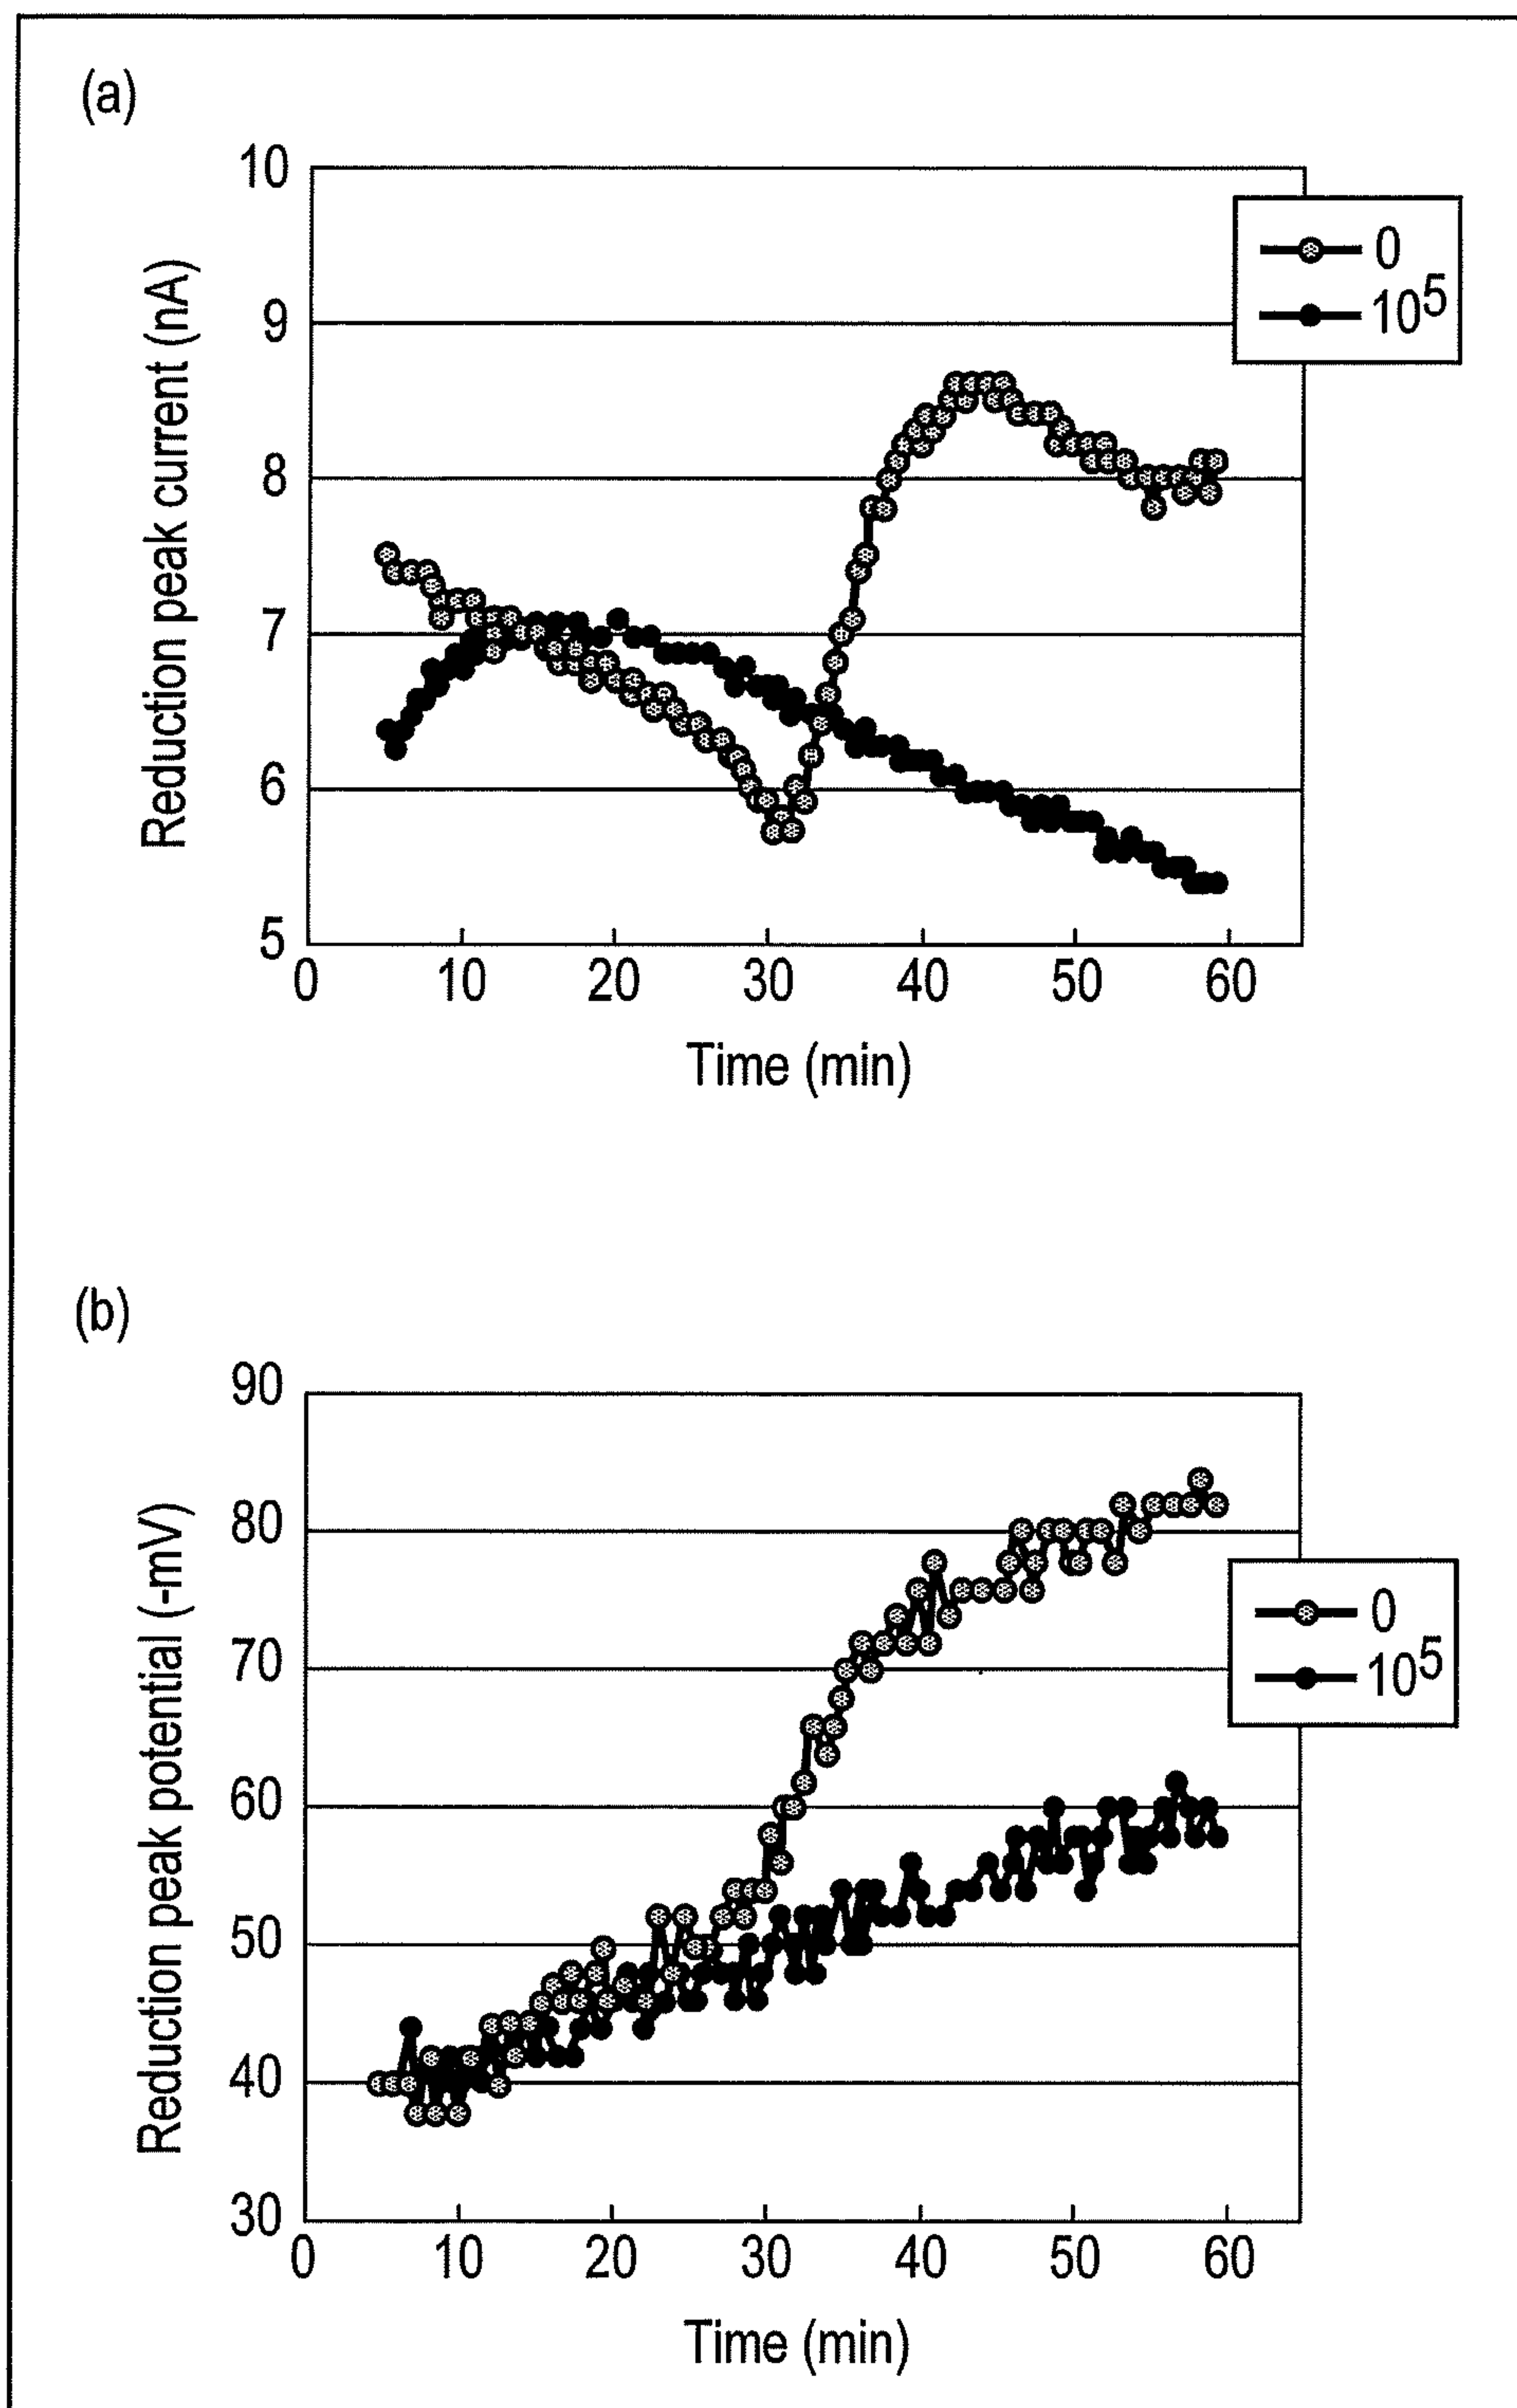 (a)
Reduction peak current (nA)
10
9
8
7
6
5
0 10 20 30 40 50 60
Time (min)
0
10⁵
(b)
Reduction peak potential (-mV)
90
80
70
60
50
40
30
0 10 20 30 40 50 60
Time (min)
0
10⁵